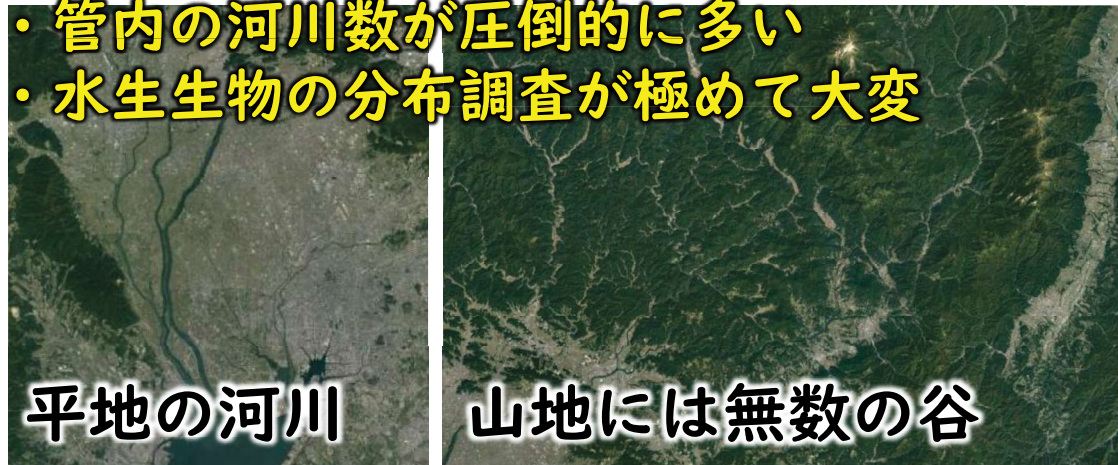 ・管内の河川数が圧倒的に多い
・水生生物の分布調査が極めて大変
平地の河川
山地には無数の谷